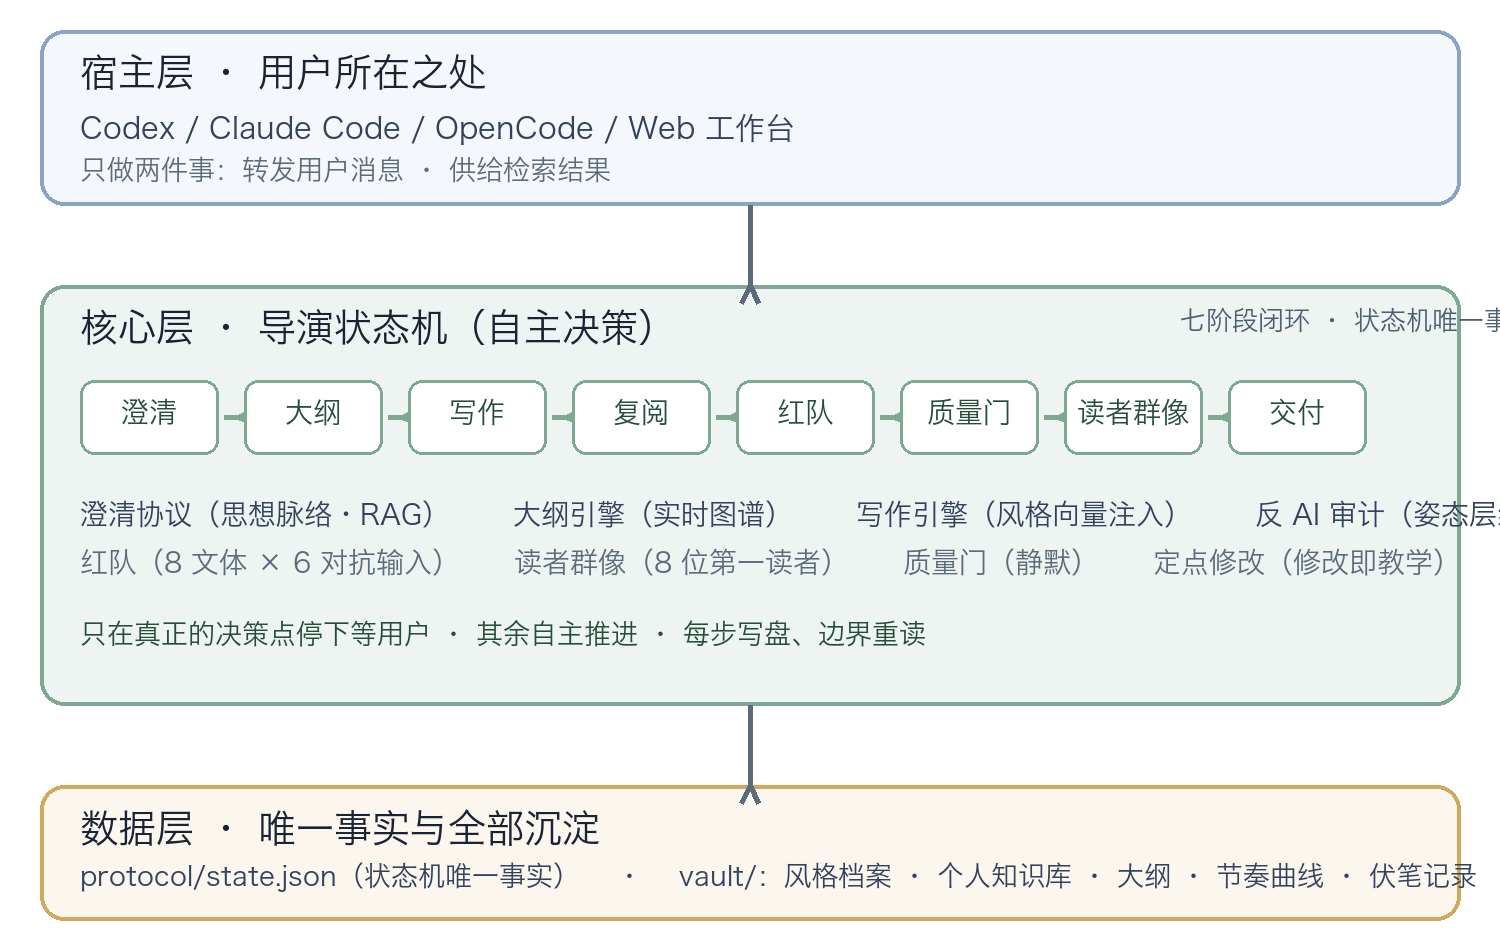 宿主层 · 用户所在之处
Codex / Claude Code / OpenCode / Web 工作台
只做两件事：转发用户消息 · 供给检索结果
核心层 · 导演状态机（自主决策）
七阶段闭环 · 状态机唯一事
澄清 大纲 写作 复阅 红队 质量门 读者群像 交付
澄清协议（思想脉络·RAG） 大纲引擎（实时图谱） 写作引擎（风格向量注入） 反 AI 审计（姿态层
红队（8 文体 × 6 对抗输入） 读者群像（8 位第一读者） 质量门（静默） 定点修改（修改即教学）
只在真正的决策点停下等用户 · 其余自主推进 · 每步写盘、边界重读
数据层 · 唯一事实与全部沉淀
protocol/state.json（状态机唯一事实） · vault/：风格档案 · 个人知识库 · 大纲 · 节奏曲线 · 伏笔记录